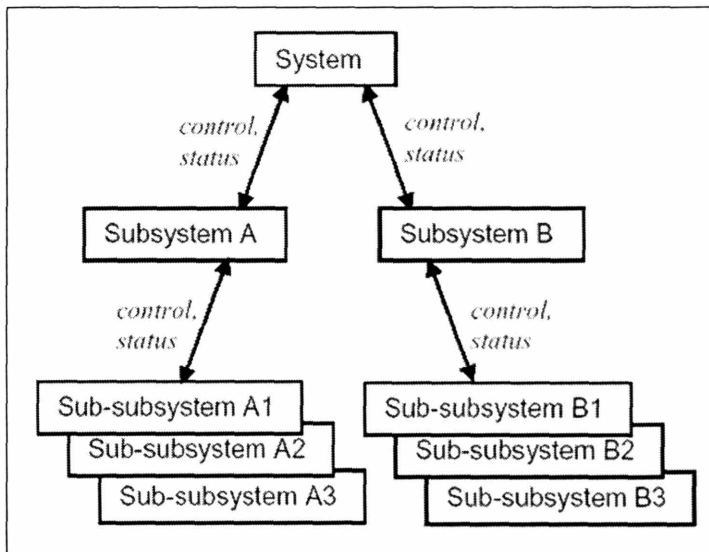 System
control,
status
control,
status
Subsystem A
Subsystem B
control,
status
control,
status
Sub-subsystem A1
Sub-subsystem A2
Sub-subsystem A3
Sub-subsystem B1
Sub-subsystem B2
Sub-subsystem B3